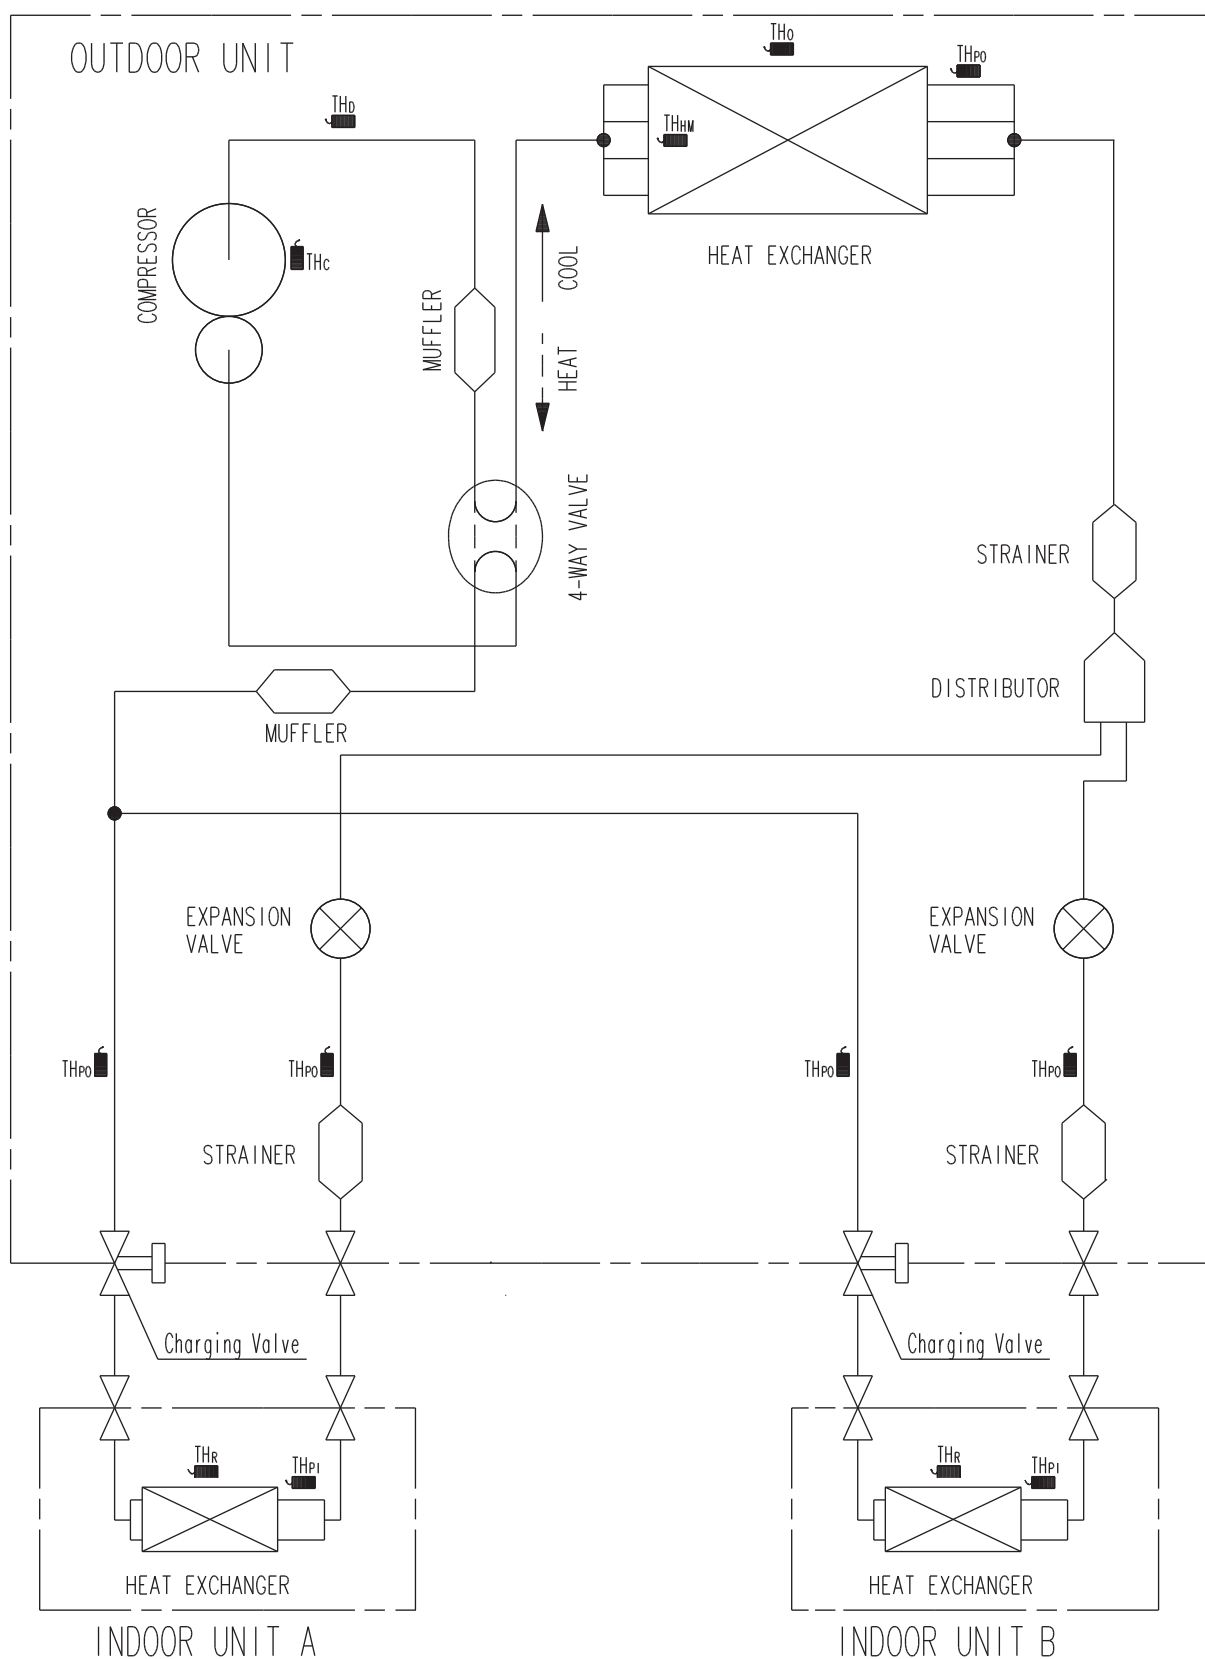 OUTDOOR UNIT
THO
THPO
THD
THHM
COMPRESSOR
THC
HEAT EXCHANGER
COOL
MUFFLER
HEAT
4-WAY VALVE
STRAINER
DISTRIBUTOR
MUFFLER
EXPANSION
VALVE
EXPANSION
VALVE
THPO
THPO
THPO
THPO
STRAINER
STRAINER
Charging Valve
Charging Valve
THR
THPI
THR
THPI
HEAT EXCHANGER
HEAT EXCHANGER
INDOOR UNIT A
INDOOR UNIT B